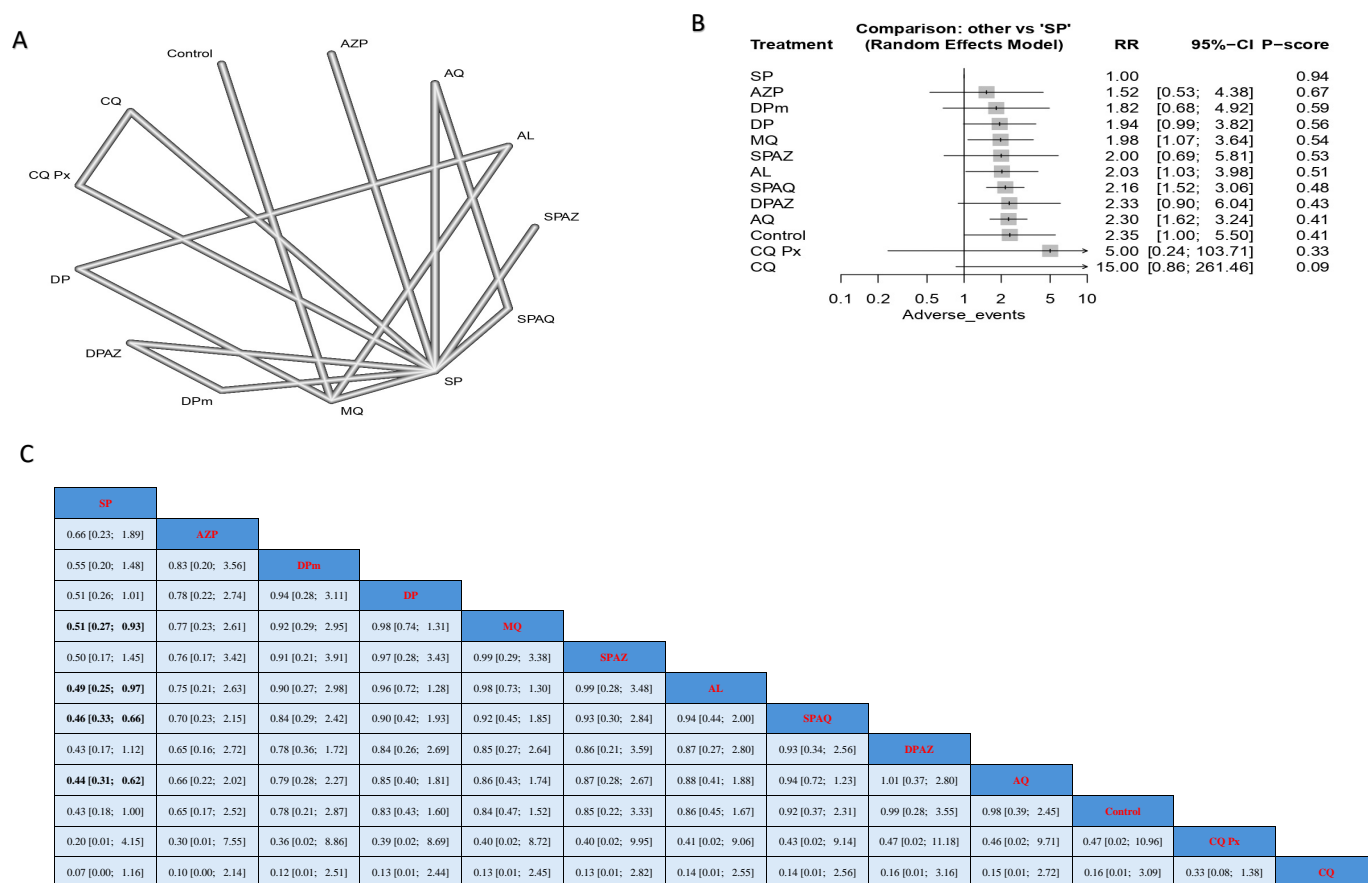 A
Control
AZP
AQ
CQ
AL
CQ Px
SPAZ
DP
SPAQ
DPAZ
SP
DPm
MQ
B
Comparison: other vs 'SP'
Treatment (Random Effects Model) RR 95%−CI P−score
SP 1.00 0.94
AZP 1.52 [0.53; 4.38] 0.67
DPm 1.82 [0.68; 4.92] 0.59
DP 1.94 [0.99; 3.82] 0.56
MQ 1.98 [1.07; 3.64] 0.54
SPAZ 2.00 [0.69; 5.81] 0.53
AL 2.03 [1.03; 3.98] 0.51
SPAQ 2.16 [1.52; 3.06] 0.48
DPAZ 2.33 [0.90; 6.04] 0.43
AQ 2.30 [1.62; 3.24] 0.41
Control 2.35 [1.00; 5.50] 0.41
CQ Px 5.00 [0.24; 103.71] 0.33
CQ 15.00 [0.86; 261.46] 0.09
0.1 0.2 0.5 1 2 5 10
Adverse_events
C
SP
0.66 [0.23; 1.89] AZP
0.55 [0.20; 1.48] 0.83 [0.20; 3.56] DPm
0.51 [0.26; 1.01] 0.78 [0.22; 2.74] 0.94 [0.28; 3.11] DP
0.51 [0.27; 0.93] 0.77 [0.23; 2.61] 0.92 [0.29; 2.95] 0.98 [0.74; 1.31] MQ
0.50 [0.17; 1.45] 0.76 [0.17; 3.42] 0.91 [0.21; 3.91] 0.97 [0.28; 3.43] 0.99 [0.29; 3.38] SPAZ
0.49 [0.25; 0.97] 0.75 [0.21; 2.63] 0.90 [0.27; 2.98] 0.96 [0.72; 1.28] 0.98 [0.73; 1.30] 0.99 [0.28; 3.48] AL
0.46 [0.33; 0.66] 0.70 [0.23; 2.15] 0.84 [0.29; 2.42] 0.90 [0.42; 1.93] 0.92 [0.45; 1.85] 0.93 [0.30; 2.84] 0.94 [0.44; 2.00] SPAQ
0.43 [0.17; 1.12] 0.65 [0.16; 2.72] 0.78 [0.36; 1.72] 0.84 [0.26; 2.69] 0.85 [0.27; 2.64] 0.86 [0.21; 3.59] 0.87 [0.27; 2.80] 0.93 [0.34; 2.56] DPAZ
0.44 [0.31; 0.62] 0.66 [0.22; 2.02] 0.79 [0.28; 2.27] 0.85 [0.40; 1.81] 0.86 [0.43; 1.74] 0.87 [0.28; 2.67] 0.88 [0.41; 1.88] 0.94 [0.72; 1.23] 1.01 [0.37; 2.80] AQ
0.43 [0.18; 1.00] 0.65 [0.17; 2.52] 0.78 [0.21; 2.87] 0.83 [0.43; 1.60] 0.84 [0.47; 1.52] 0.85 [0.22; 3.33] 0.86 [0.45; 1.67] 0.92 [0.37; 2.31] 0.99 [0.28; 3.55] 0.98 [0.39; 2.45] Control
0.20 [0.01; 4.15] 0.30 [0.01; 7.55] 0.36 [0.02; 8.86] 0.39 [0.02; 8.69] 0.40 [0.02; 8.72] 0.40 [0.02; 9.95] 0.41 [0.02; 9.06] 0.43 [0.02; 9.14] 0.47 [0.02; 11.18] 0.46 [0.02; 9.71] 0.47 [0.02; 10.96] CQ Px
0.07 [0.00; 1.16] 0.10 [0.00; 2.14] 0.12 [0.01; 2.51] 0.13 [0.01; 2.44] 0.13 [0.01; 2.45] 0.13 [0.01; 2.82] 0.14 [0.01; 2.55] 0.14 [0.01; 2.56] 0.16 [0.01; 3.16] 0.15 [0.01; 2.72] 0.16 [0.01; 3.09] 0.33 [0.08; 1.38] CQ